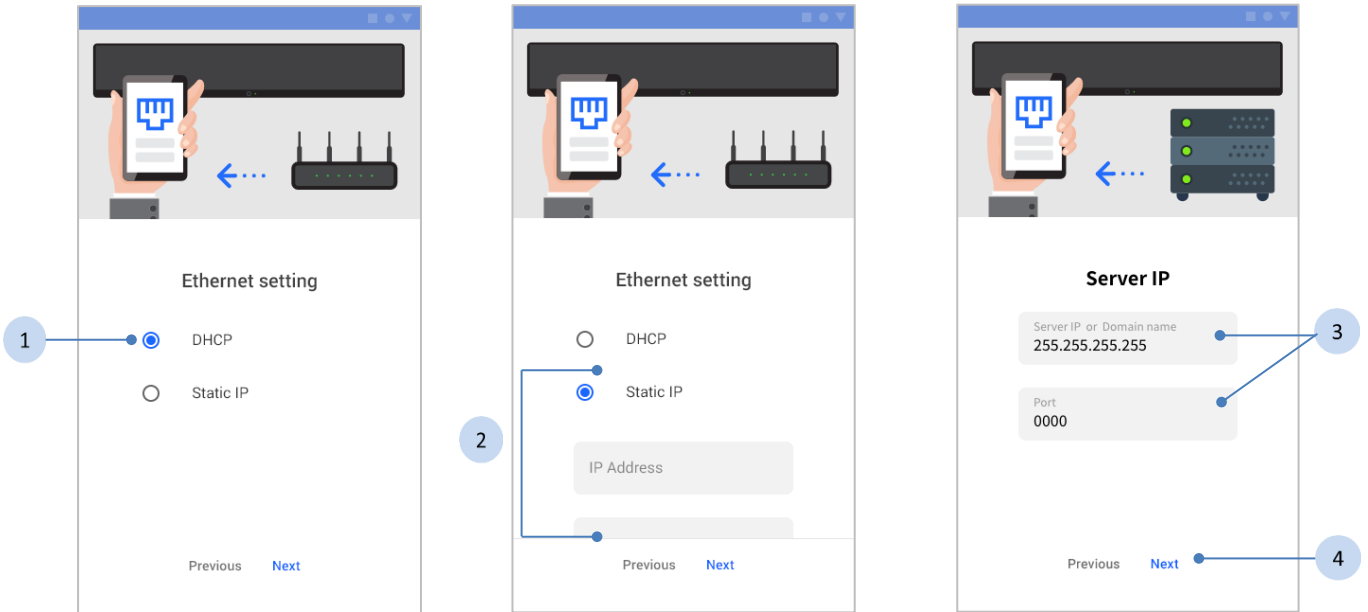 Ethernet setting
1
DHCP
Static IP
Previous Next
Ethernet setting
DHCP
Static IP
2
IP Address
Previous Next
Server IP
Server IP or Domain name
255.255.255.255
3
Port
0000
Previous Next
4